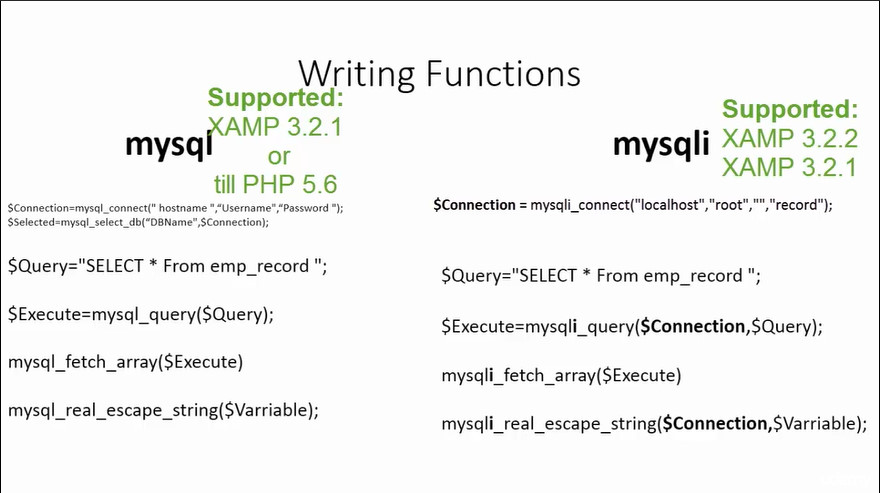 Writing Functions
mysql
Supported:
XAMP 3.2.1
or
till PHP 5.6
$Connection=mysql_connect(" hostname ",“Username",“Password ");
$Selected=mysql_select_db(“DBName",$Connection);
$Query="SELECT * From emp_record ";
$Execute=mysql_query($Query);
mysql_fetch_array($Execute)
mysql_real_escape_string($Varriable);
mysqli
Supported:
XAMP 3.2.2
XAMP 3.2.1
$Connection = mysqli_connect("localhost","root","","record");
$Query="SELECT * From emp_record ";
$Execute=mysqli_query($Connection,$Query);
mysqli_fetch_array($Execute)
mysqli_real_escape_string($Connection,$Varriable);